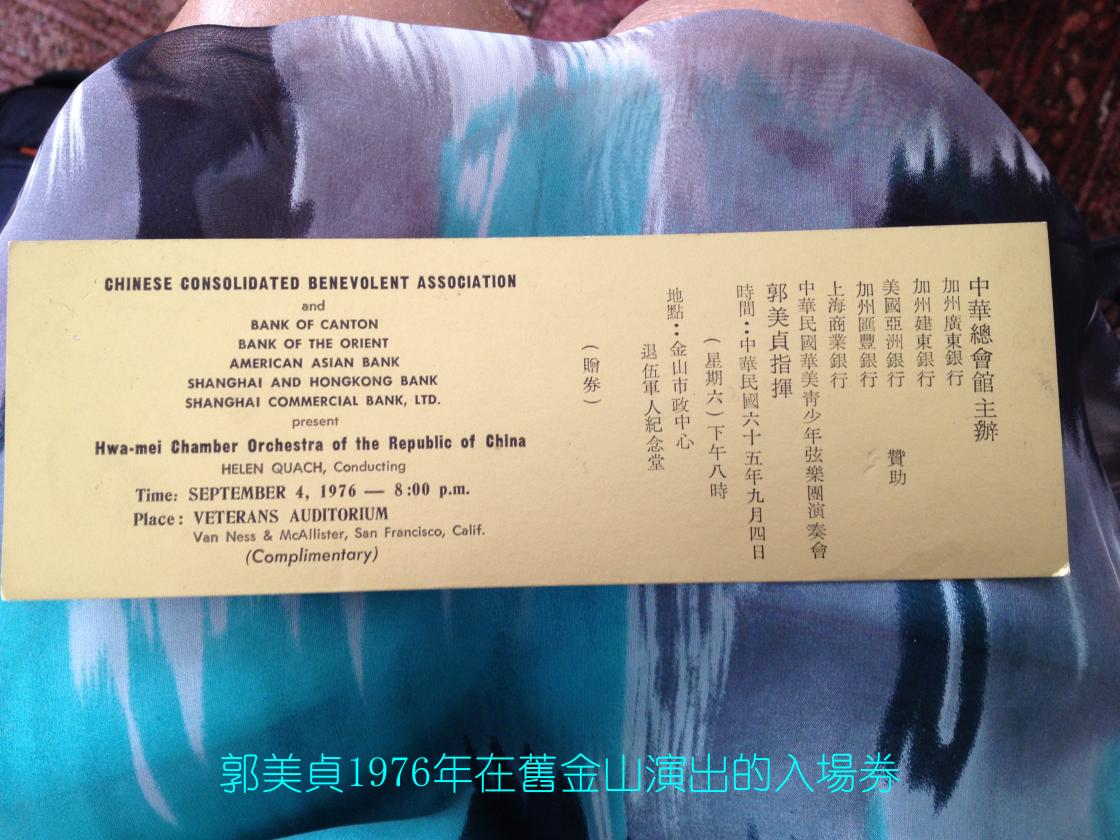 CHINESE CONSOLIDATED BENEVOLENT ASSOCIATION
and
BANK OF CANTON
BANK OF THE ORIENT
AMERICAN ASIAN BANK
SHANGHAI AND HONGKONG BANK
SHANGHAI COMMERCIAL BANK, LTD.
present
Hwa-mei Chamber Orchestra of the Republic of China
HELEN QUACH, Conducting
Time: SEPTEMBER 4, 1976 — 8:00 p.m.
Place: VETERANS AUDITORIUM
Van Ness & McAllister, San Francisco, Calif.
(Complimentary)
中華總會館主辦
加州廣東銀行
加州建東銀行
美國亞洲銀行 贊助
加州匯豐銀行
上海商業銀行
中華民國華美青少年弦樂團演奏會
郭美貞指揮
時間：中華民國六十五年九月四日
（星期六）下午八時
地點：金山市政中心
退伍軍人紀念堂
（贈券）
郭美貞1976年在舊金山演出的入場券